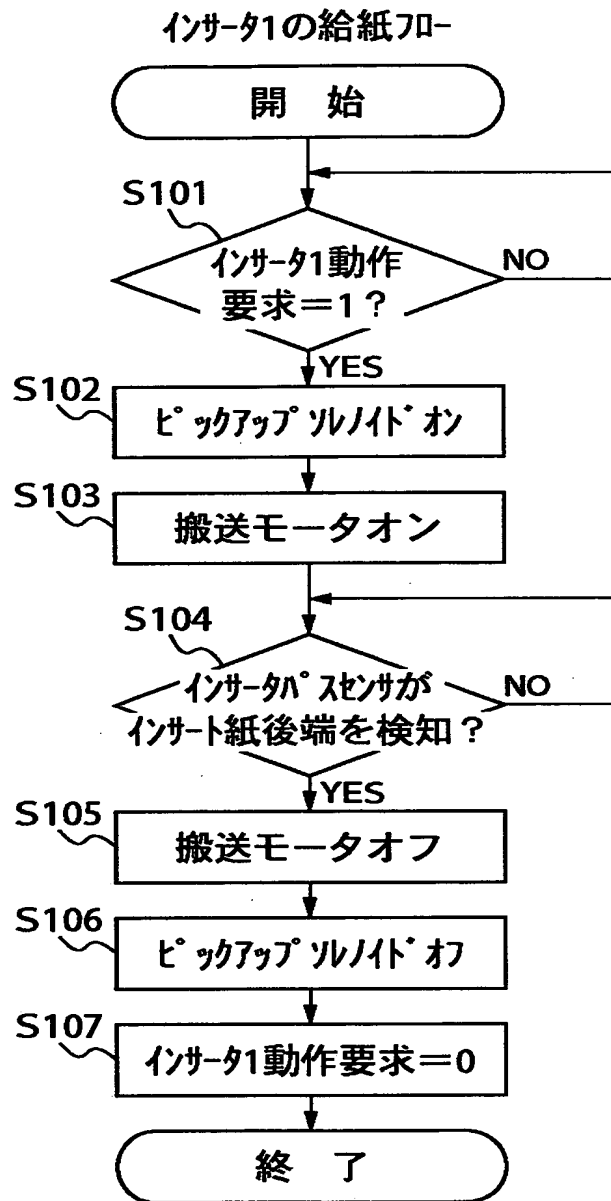 ｲﾝｻｰﾀ1の給紙ﾌﾛｰ
開　始
S101
ｲﾝｻｰﾀ1動作
要求＝1？
NO
YES
S102
ﾋﾟｯｸｱｯﾌﾟｿﾚﾉｲﾄﾞｵﾝ
S103
搬送モータオン
S104
ｲﾝｻｰﾀﾊﾟｽｾﾝｻが
ｲﾝｻｰﾄ紙後端を検知？
NO
YES
S105
搬送モータオフ
S106
ﾋﾟｯｸｱｯﾌﾟｿﾚﾉｲﾄﾞｵﾌ
S107
ｲﾝｻｰﾀ1動作要求＝0
終　了